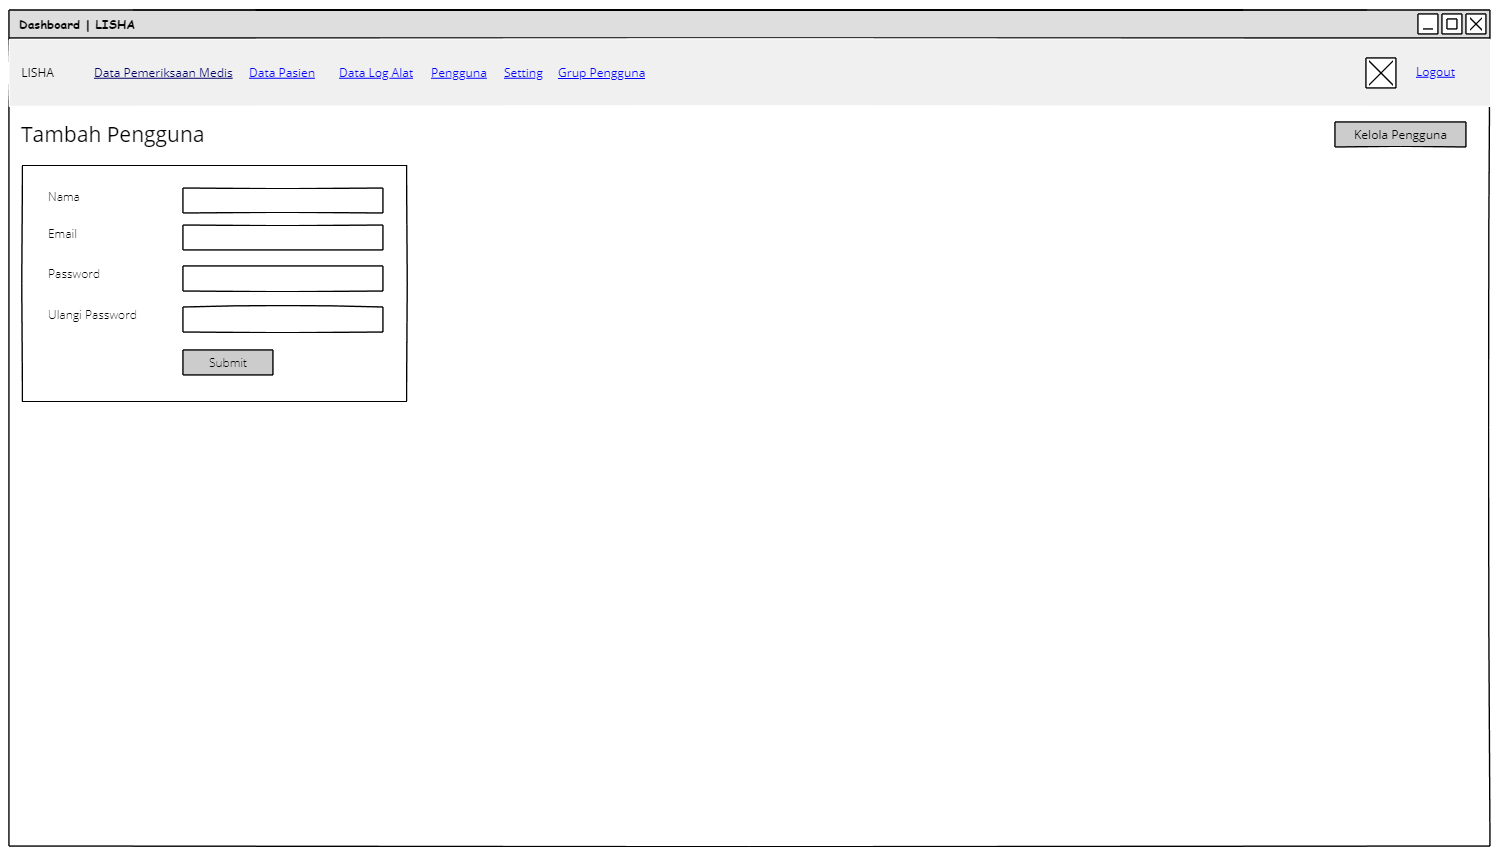 Dashboard | LISHA
LISHA Data Pemeriksaan Medis Data Pasien Data Log Alat Pengguna Setting Grup Pengguna Logout
Tambah Pengguna Kelola Pengguna
Nama
Email
Password
Ulangi Password
Submit